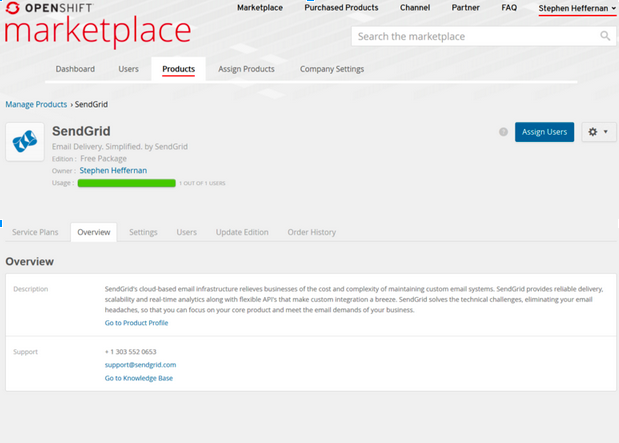 OPENSHIFT
marketplace
Marketplace Purchased Products Channel Partner FAQ Stephen Heffernan
Search the marketplace
Dashboard Users Products Assign Products Company Settings
Manage Products › SendGrid
SendGrid
Email Delivery. Simplified. by SendGrid
Edition : Free Package
Owner : Stephen Heffernan
Usage : 1 OUT OF 1 USERS
? Assign Users
Service Plans Overview Settings Users Update Edition Order History
Overview
Description
SendGrid's cloud-based email infrastructure relieves businesses of the cost and complexity of maintaining custom email systems. SendGrid provides reliable delivery,
scalability and real-time analytics along with flexible API's that make custom integration a breeze. SendGrid solves the technical challenges, eliminating your email
headaches, so that you can focus on your core product and meet the email demands of your business.
Go to Product Profile
Support
+ 1 303 552 0653
support@sendgrid.com
Go to Knowledge Base